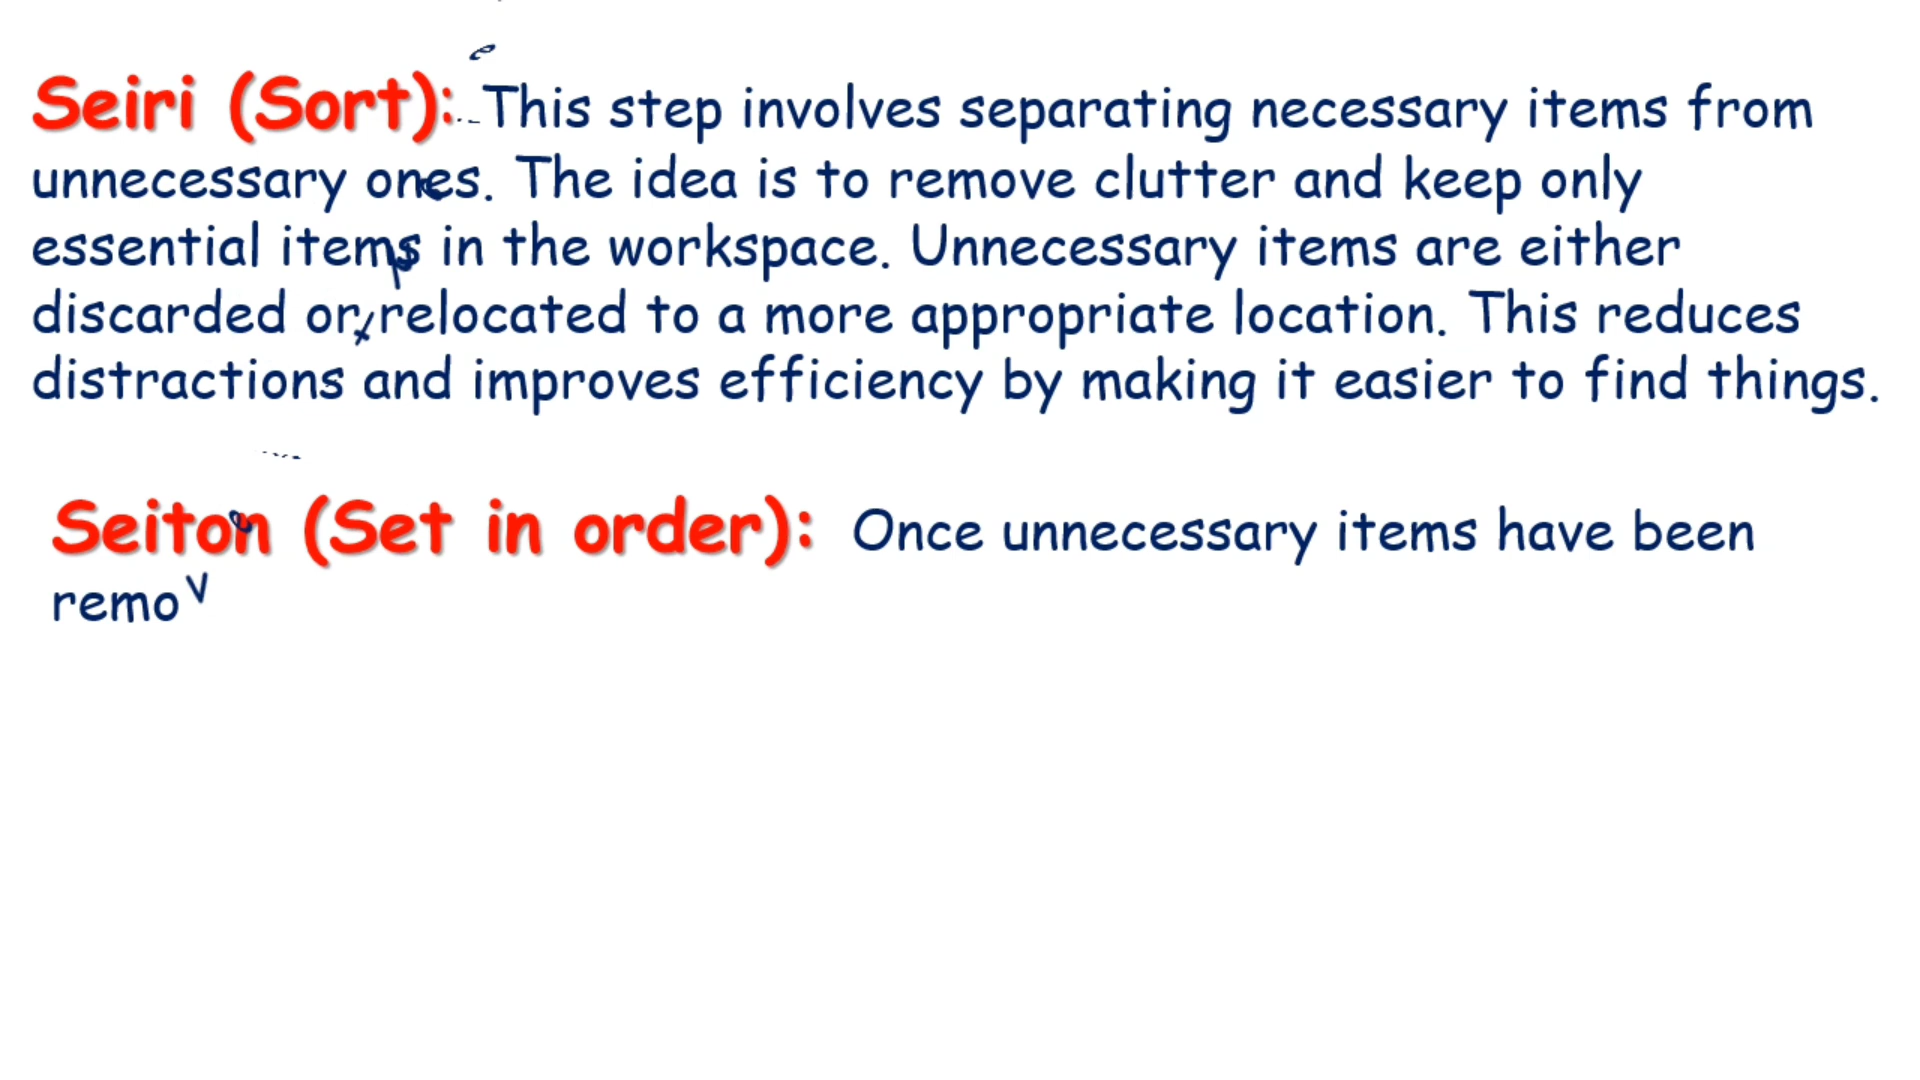 Seiri (Sort): This step involves separating necessary items from
unnecessary ones. The idea is to remove clutter and keep only
essential items in the workspace. Unnecessary items are either
discarded or relocated to a more appropriate location. This reduces
distractions and improves efficiency by making it easier to find things.
Seiton (Set in order): Once unnecessary items have been
remov